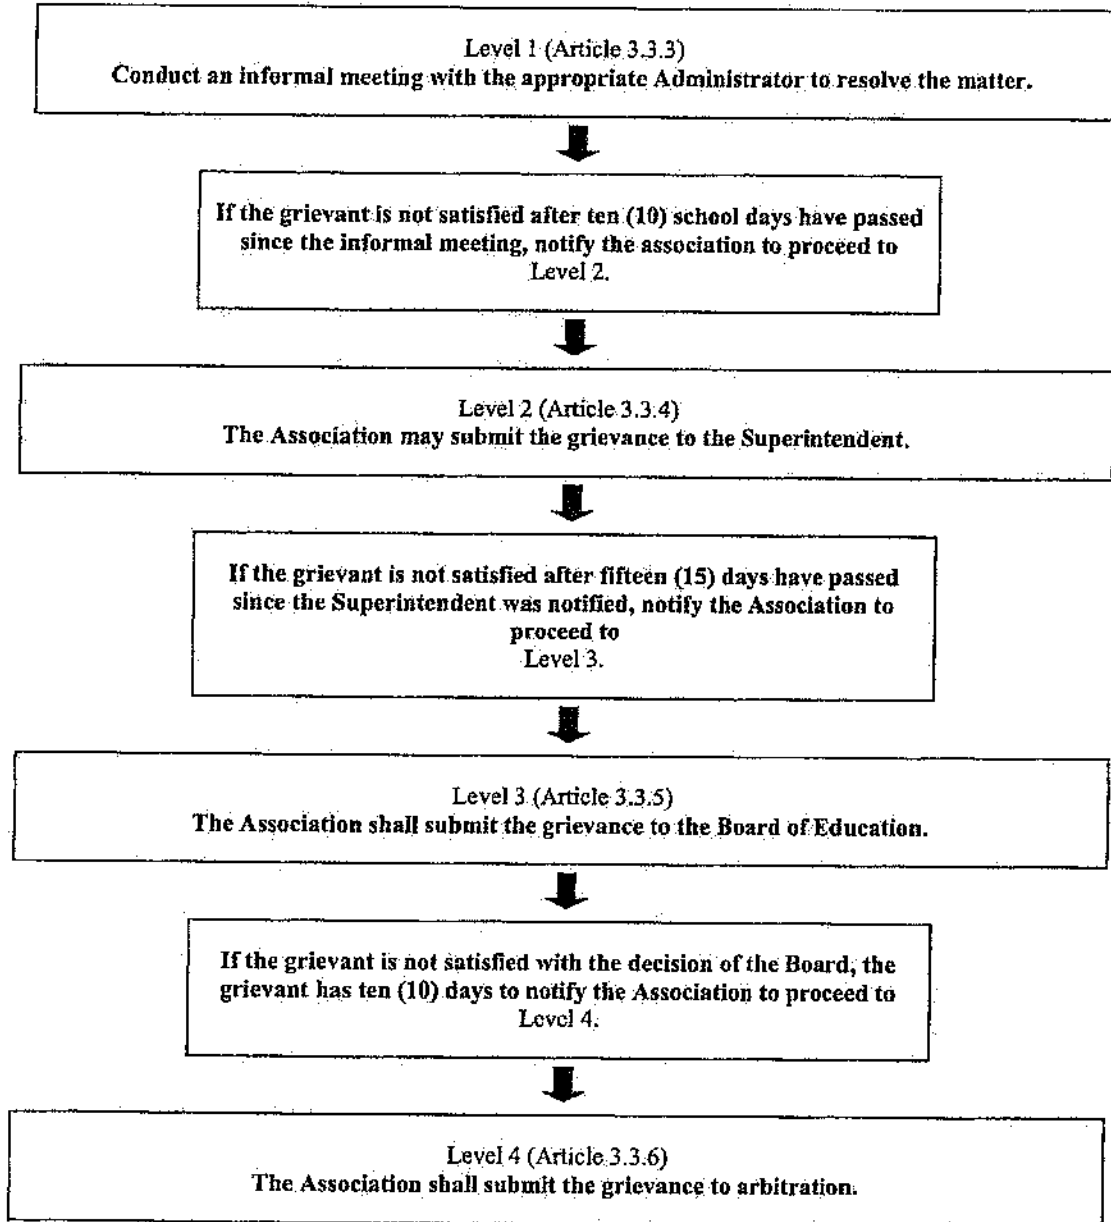 Level 1 (Article 3.3.3)
Conduct an informal meeting with the appropriate Administrator to resolve the matter.
If the grievant is not satisfied after ten (10) school days have passed
since the informal meeting, notify the association to proceed to
Level 2.
Level 2 (Article 3.3.4)
The Association may submit the grievance to the Superintendent.
If the grievant is not satisfied after fifteen (15) days have passed
since the Superintendent was notified, notify the Association to
proceed to
Level 3.
Level 3 (Article 3.3.5)
The Association shall submit the grievance to the Board of Education.
If the grievant is not satisfied with the decision of the Board, the
grievant has ten (10) days to notify the Association to proceed to
Level 4.
Level 4 (Article 3.3.6)
The Association shall submit the grievance to arbitration.